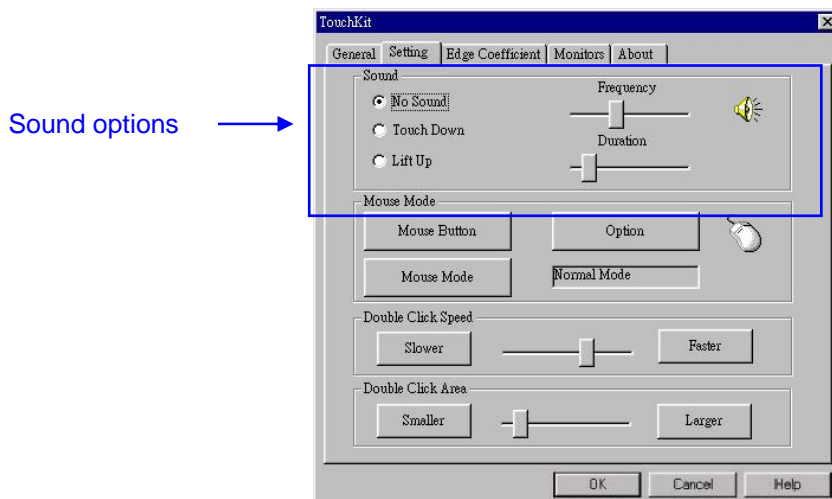 TouchKit
General Setting Edge Coefficient Monitors About
Sound options
Sound
No Sound
Touch Down
Lift Up
Frequency
Duration
Mouse Mode
Mouse Button Option
Mouse Mode Normal Mode
Double Click Speed
Slower Faster
Double Click Area
Smaller Larger
OK Cancel Help